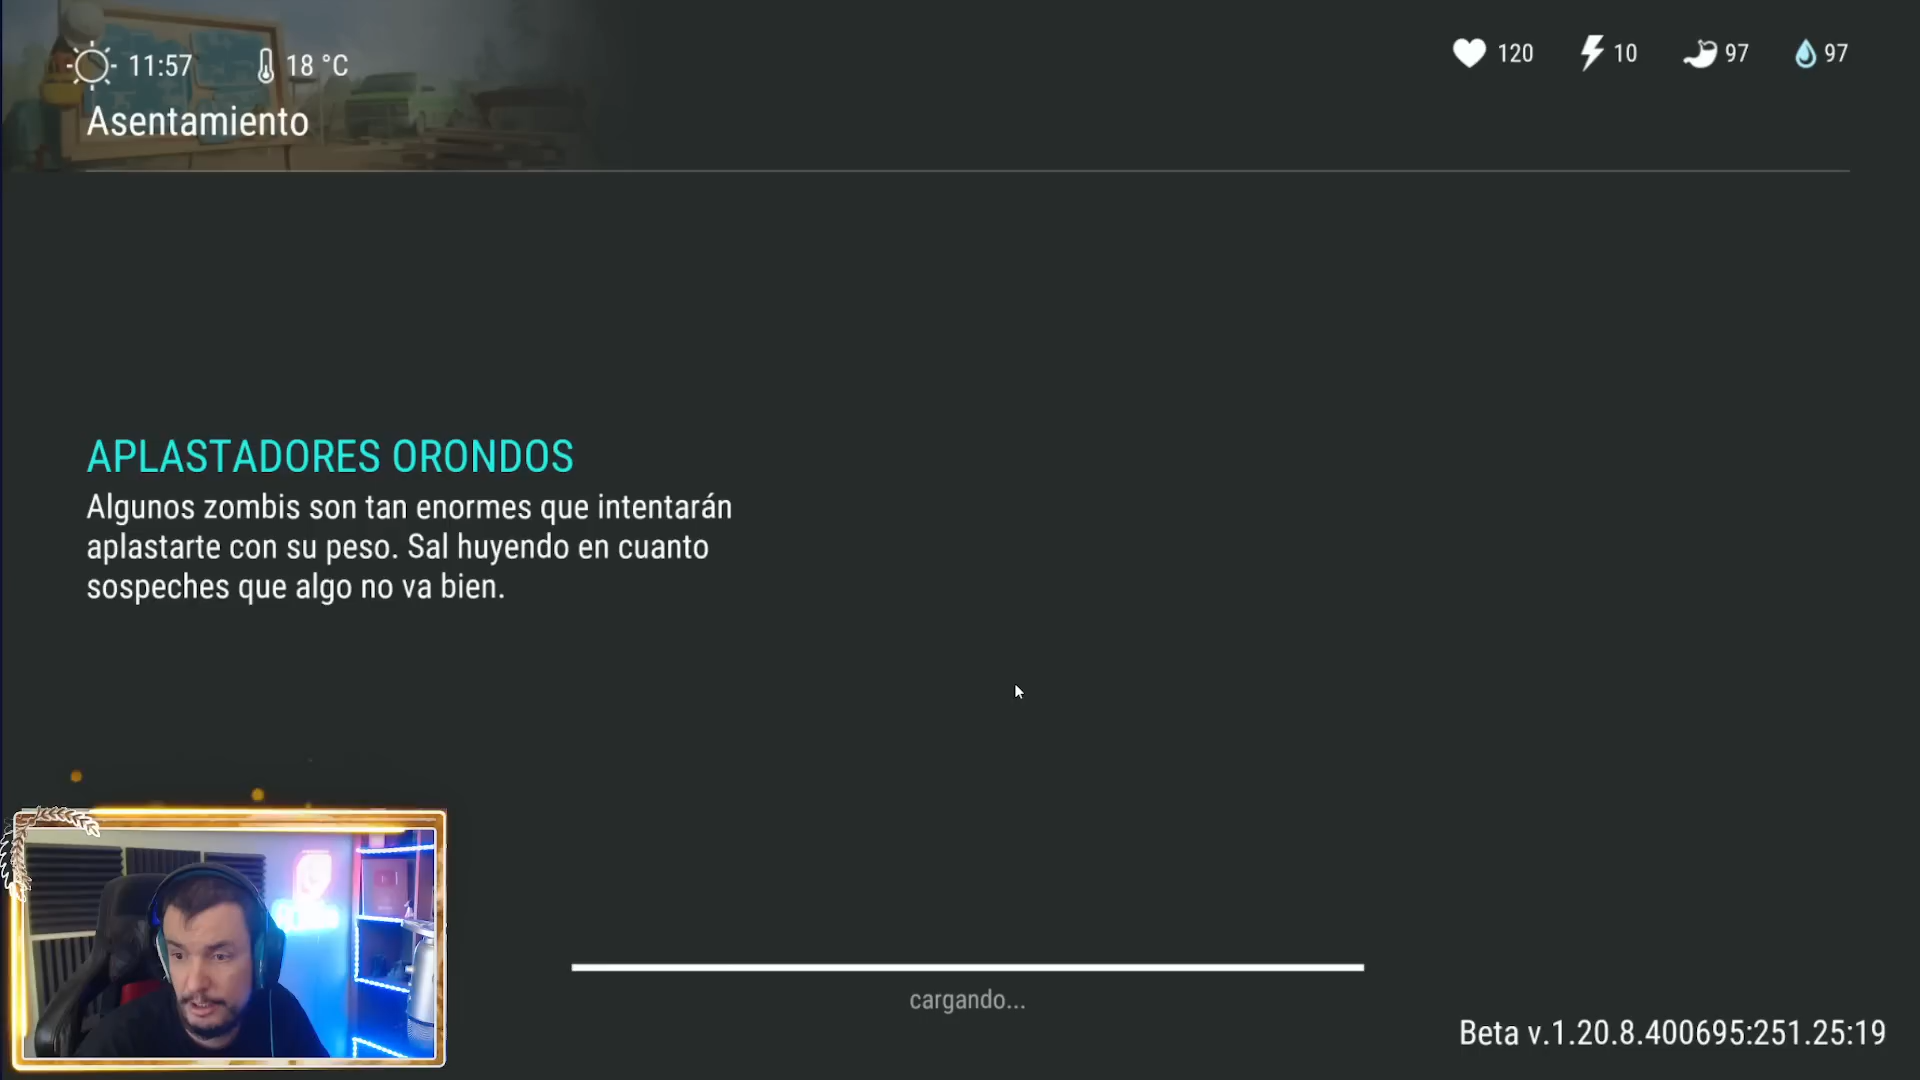 11:57
18 °C
120
10
97
97
Asentamiento
APLASTADORES ORONDOS
Algunos zombis son tan enormes que intentarán
aplastarte con su peso. Sal huyendo en cuanto
sospeches que algo no va bien.
cargando...
Beta v.1.20.8.400695:251.25:19